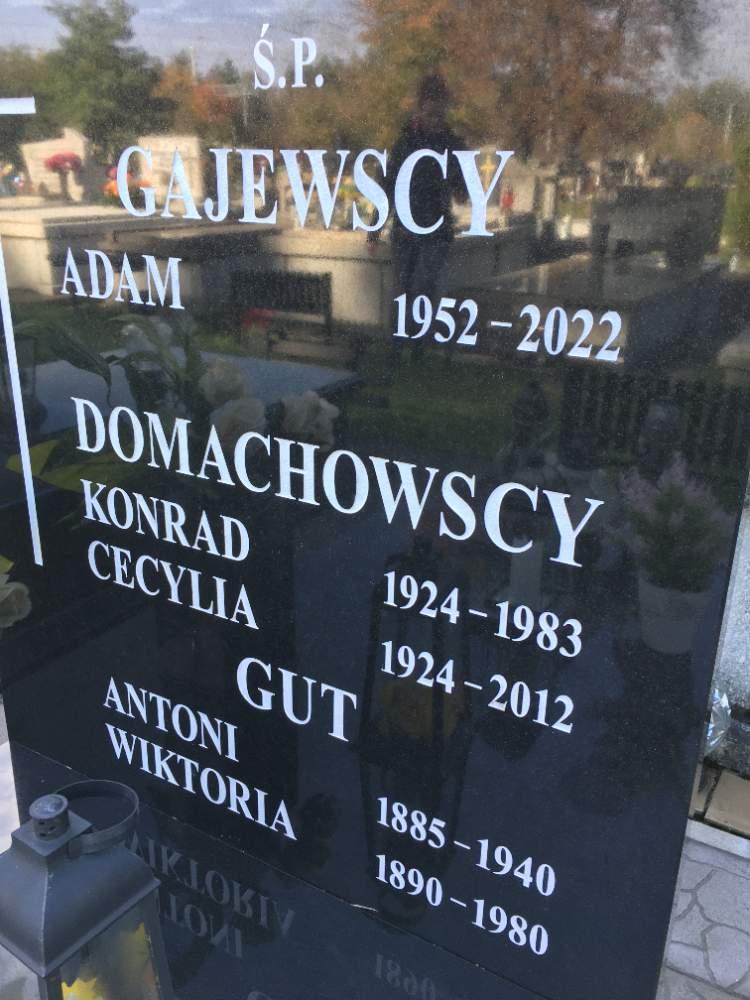 Ś.P.
GAJEWSCY
ADAM 1952-2022
DOMACHOWSCY
KONRAD 1924-1983
CECYLIA 1924-2012
GUT
ANTONI 1885-1940
WIKTORIA 1890-1980